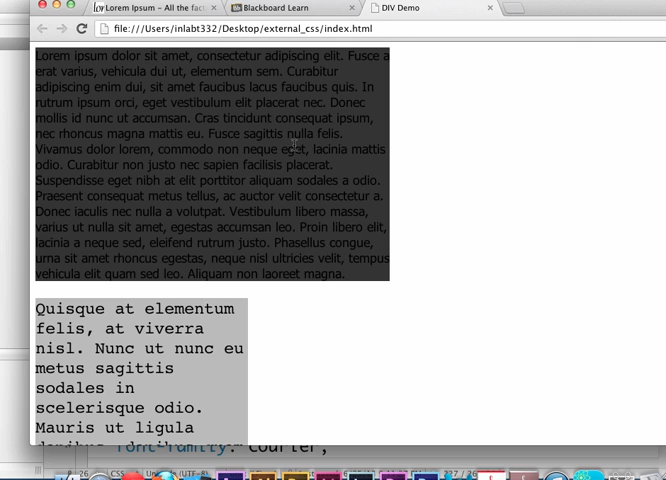 Lorem Ipsum – All the fact
Blackboard Learn
DIV Demo
file:///Users/inlabt332/Desktop/external_css/index.html
Lorem ipsum dolor sit amet, consectetur adipiscing elit. Fusce a
erat varius, vehicula dui ut, elementum sem. Curabitur
adipiscing enim dui, sit amet faucibus lacus faucibus quis. In
rutrum ipsum orci, eget vestibulum elit placerat nec. Donec
mollis id nunc ut accumsan. Cras tincidunt consequat ipsum,
nec rhoncus magna mattis eu. Fusce sagittis nulla felis.
Vivamus dolor lorem, commodo non neque eget, lacinia mattis
odio. Curabitur non justo nec sapien facilisis placerat.
Suspendisse eget nibh at elit porttitor aliquam sodales a odio.
Praesent consequat metus tellus, ac auctor velit consectetur a.
Donec iaculis nec nulla a volutpat. Vestibulum libero massa,
varius ut nulla sit amet, egestas accumsan leo. Proin libero elit,
lacinia a neque sed, eleifend rutrum justo. Phasellus congue,
urna sit amet rhoncus egestas, neque nisl ultricies velit, tempus
vehicula elit quam sed leo. Aliquam non laoreet magna.
Quisque at elementum
felis, at viverra
nisl. Nunc ut nunc eu
metus sagittis
sodales in
scelerisque odio.
Mauris ut ligula
font-family: Courier,
26 CSS